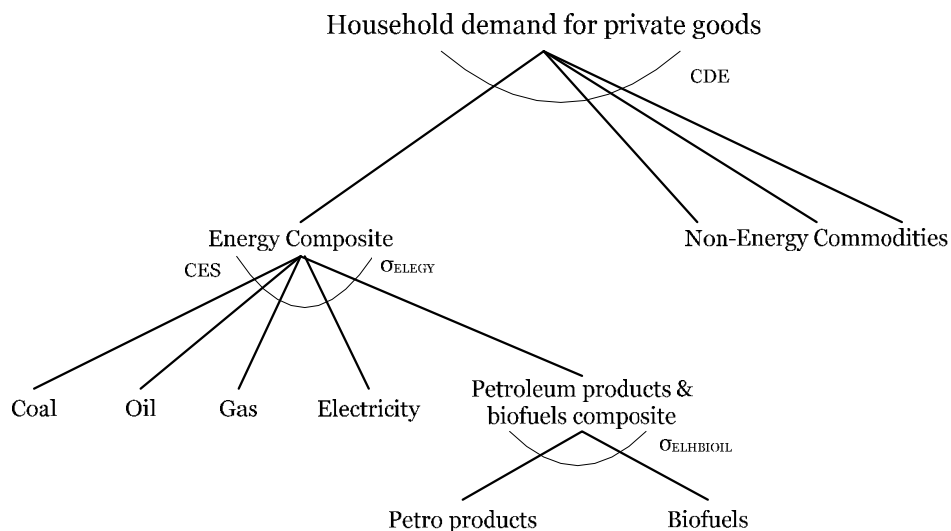 Household demand for private goods
CDE
Energy Composite
Non-Energy Commodities
CES
σELEGY
Coal
Oil
Gas
Electricity
Petroleum products &
biofuels composite
σELHBIOIL
Petro products
Biofuels